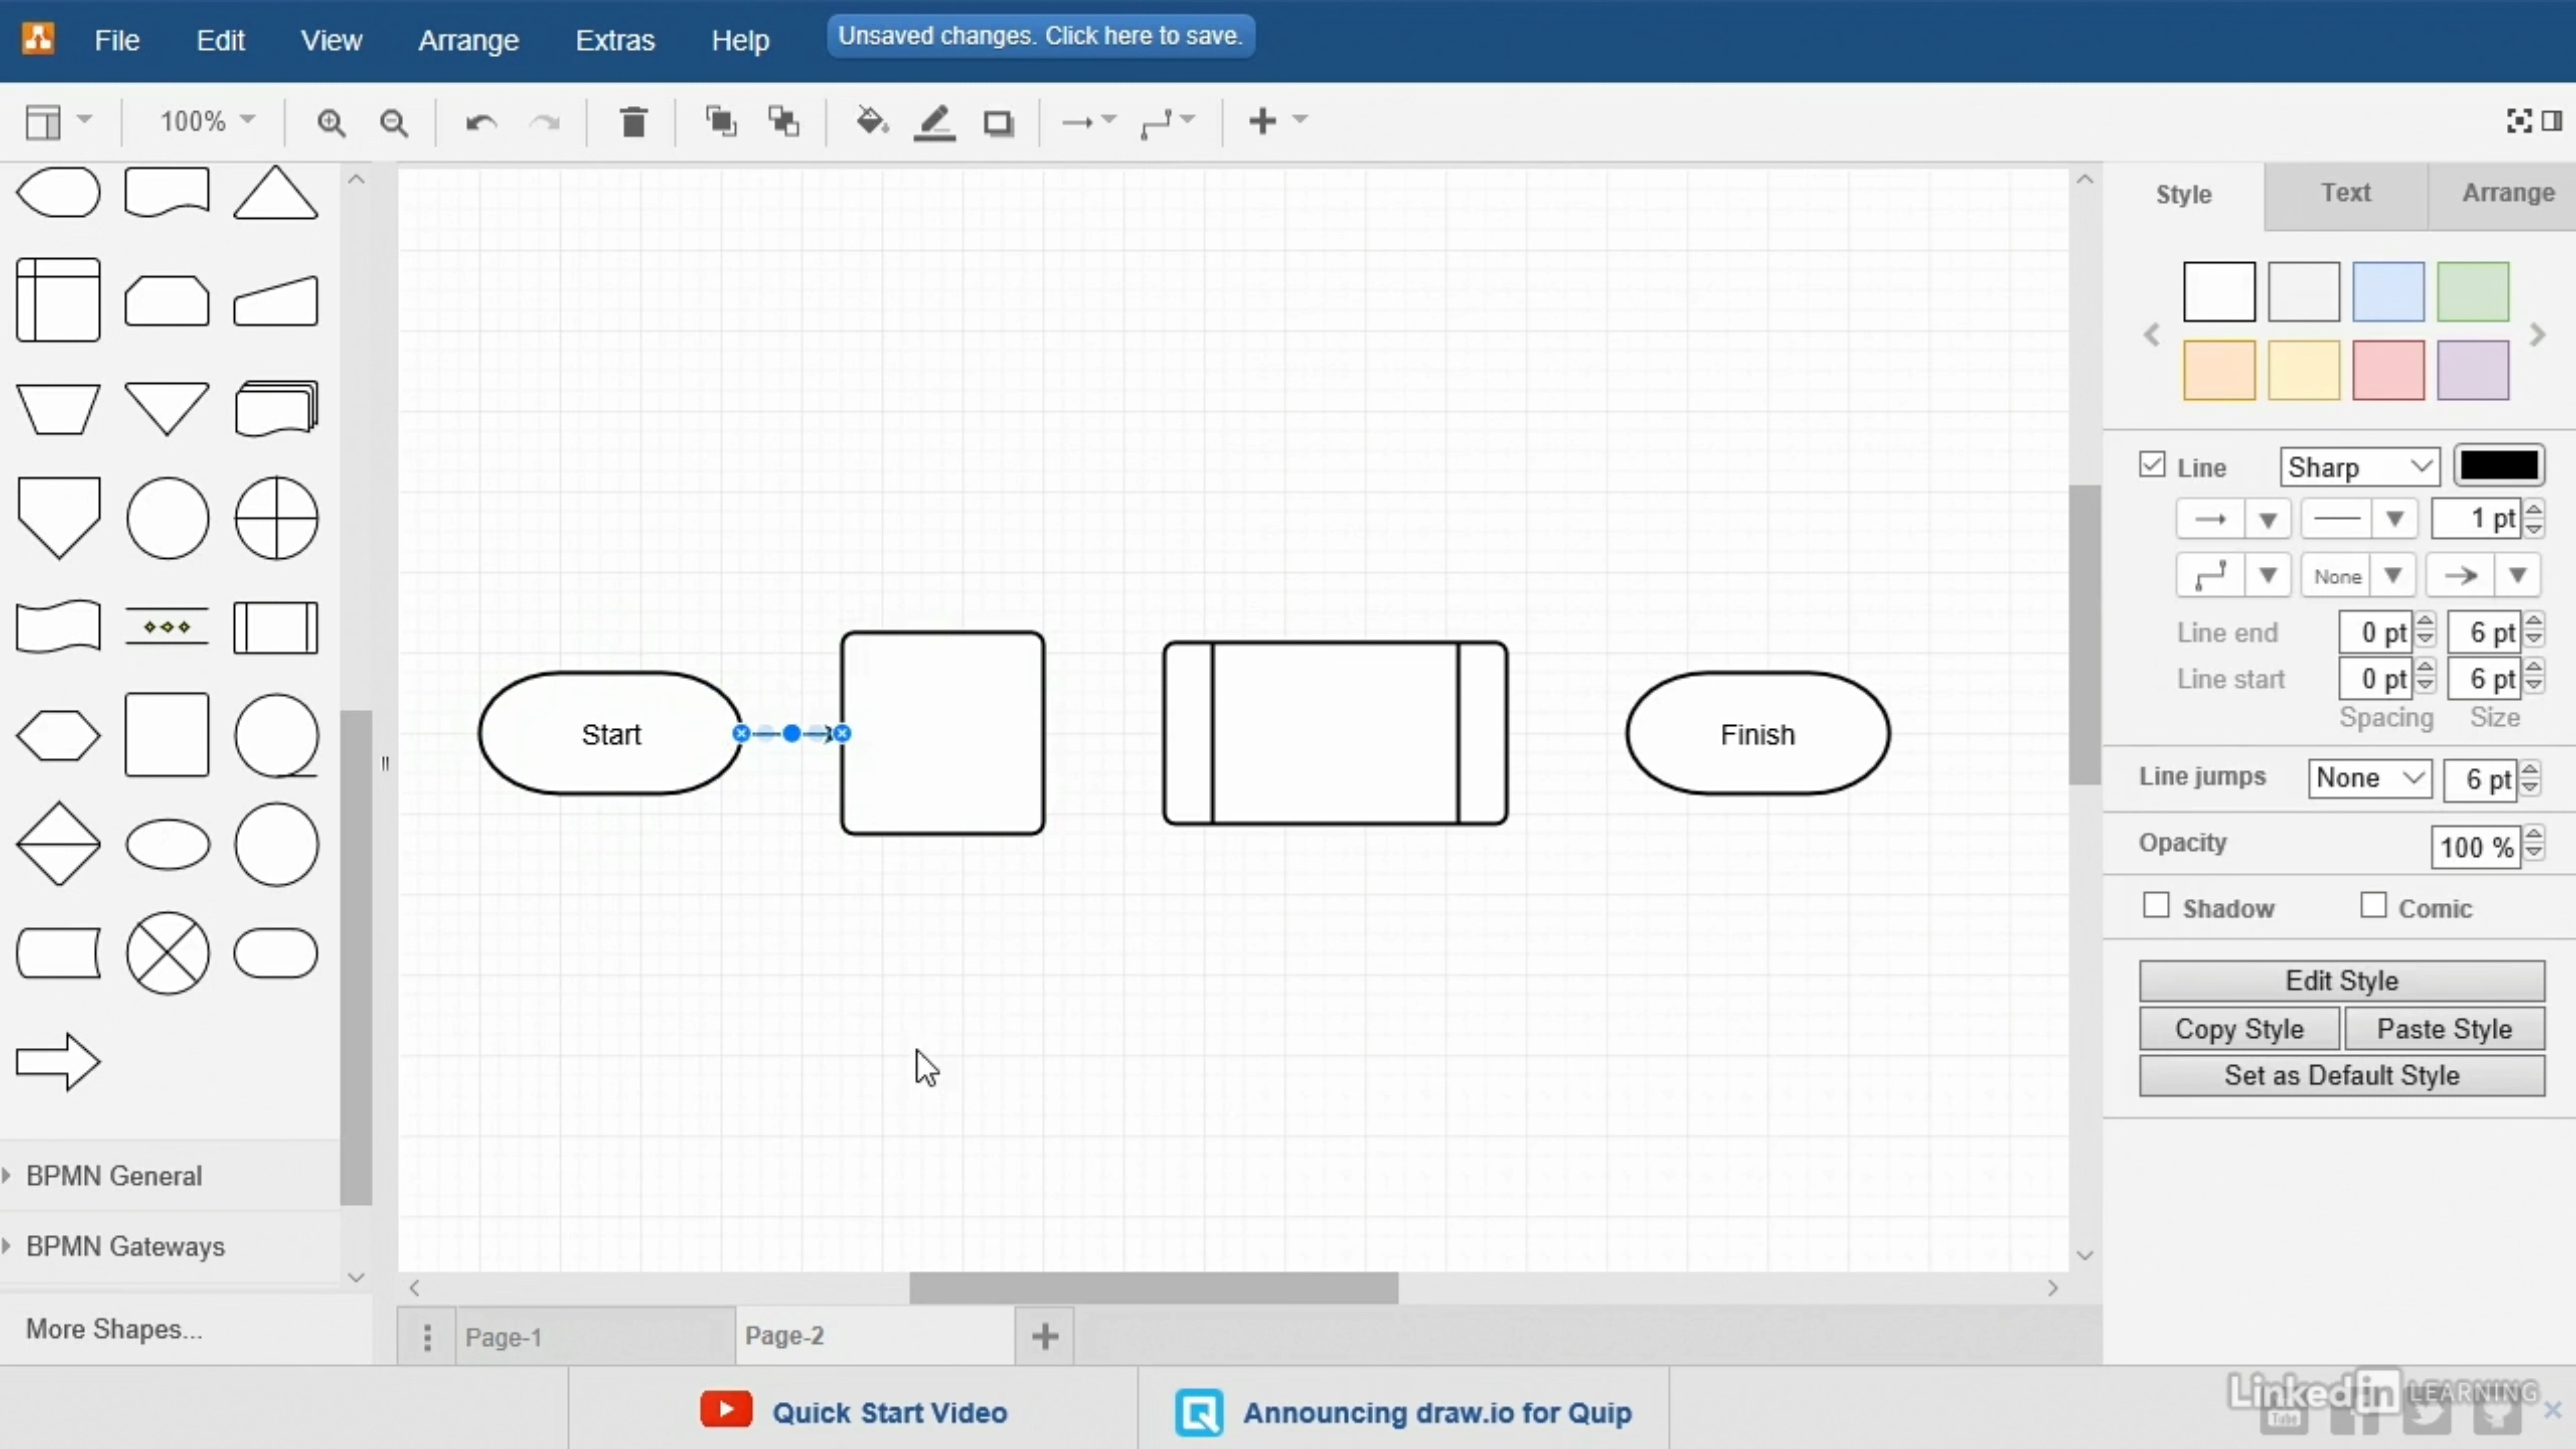 File Edit View Arrange Extras Help Unsaved changes. Click here to save.
100%
Style Text Arrange
Line Sharp
1 pt
None
Line end 0 pt 6 pt
Line start 0 pt 6 pt
Spacing Size
Line jumps None 6 pt
Opacity 100 %
Shadow Comic
Edit Style
Copy Style Paste Style
Set as Default Style
Start
Finish
BPMN General
BPMN Gateways
More Shapes...
Page-1 Page-2
Quick Start Video Announcing draw.io for Quip
Linked in LEARNING